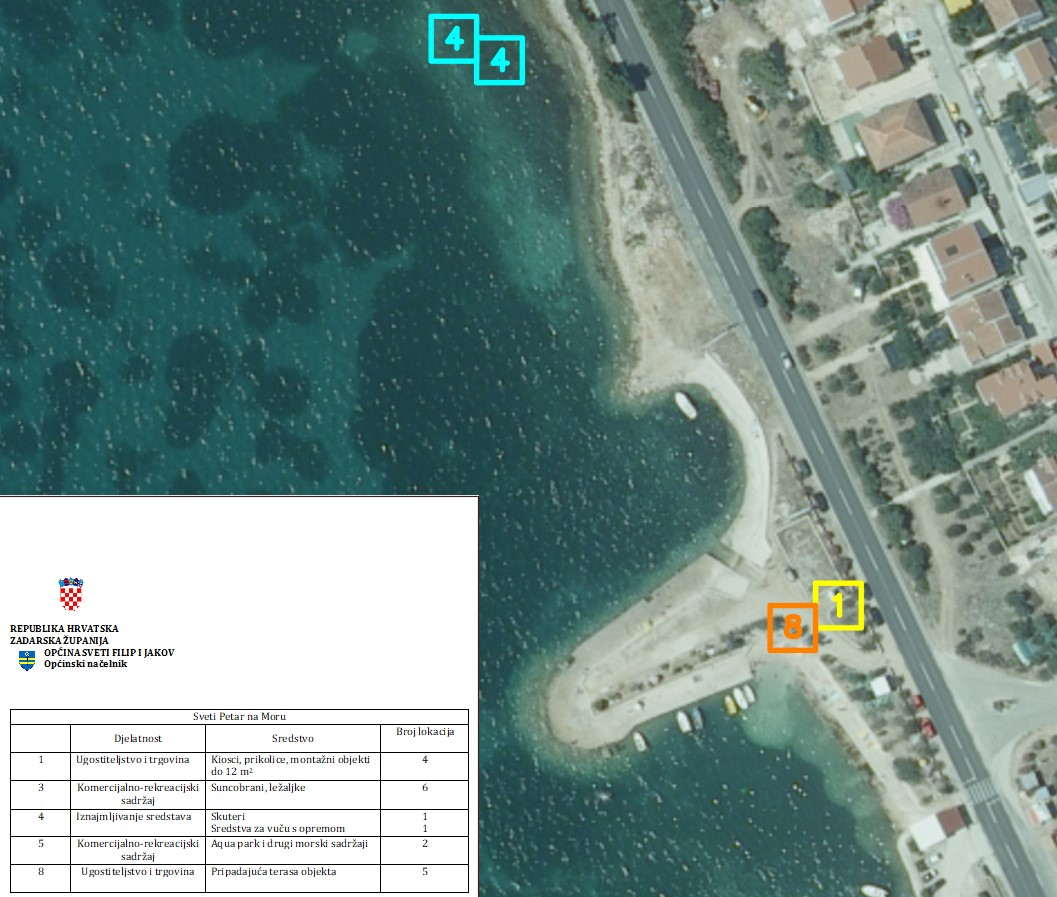 4
4
1
8
REPUBLIKA HRVATSKA
ZADARSKA ŽUPANIJA
OPĆINA SVETI FILIP I JAKOV
Općinski načelnik
Sveti Petar na Moru
Djelatnost Sredstvo Broj lokacija
1 Ugostiteljstvo i trgovina Kiosci, prikolice, montažni objekti 4
do 12 m²
3 Komercijalno-rekreacijski Suncobrani, ležaljke 6
sadržaj
4 Iznajmljivanje sredstava Skuteri 1
Sredstva za vuču s opremom 1
5 Komercijalno-rekreacijski Aqua park i drugi morski sadržaji 2
sadržaj
8 Ugostiteljstvo i trgovina Pripadajuća terasa objekta 5